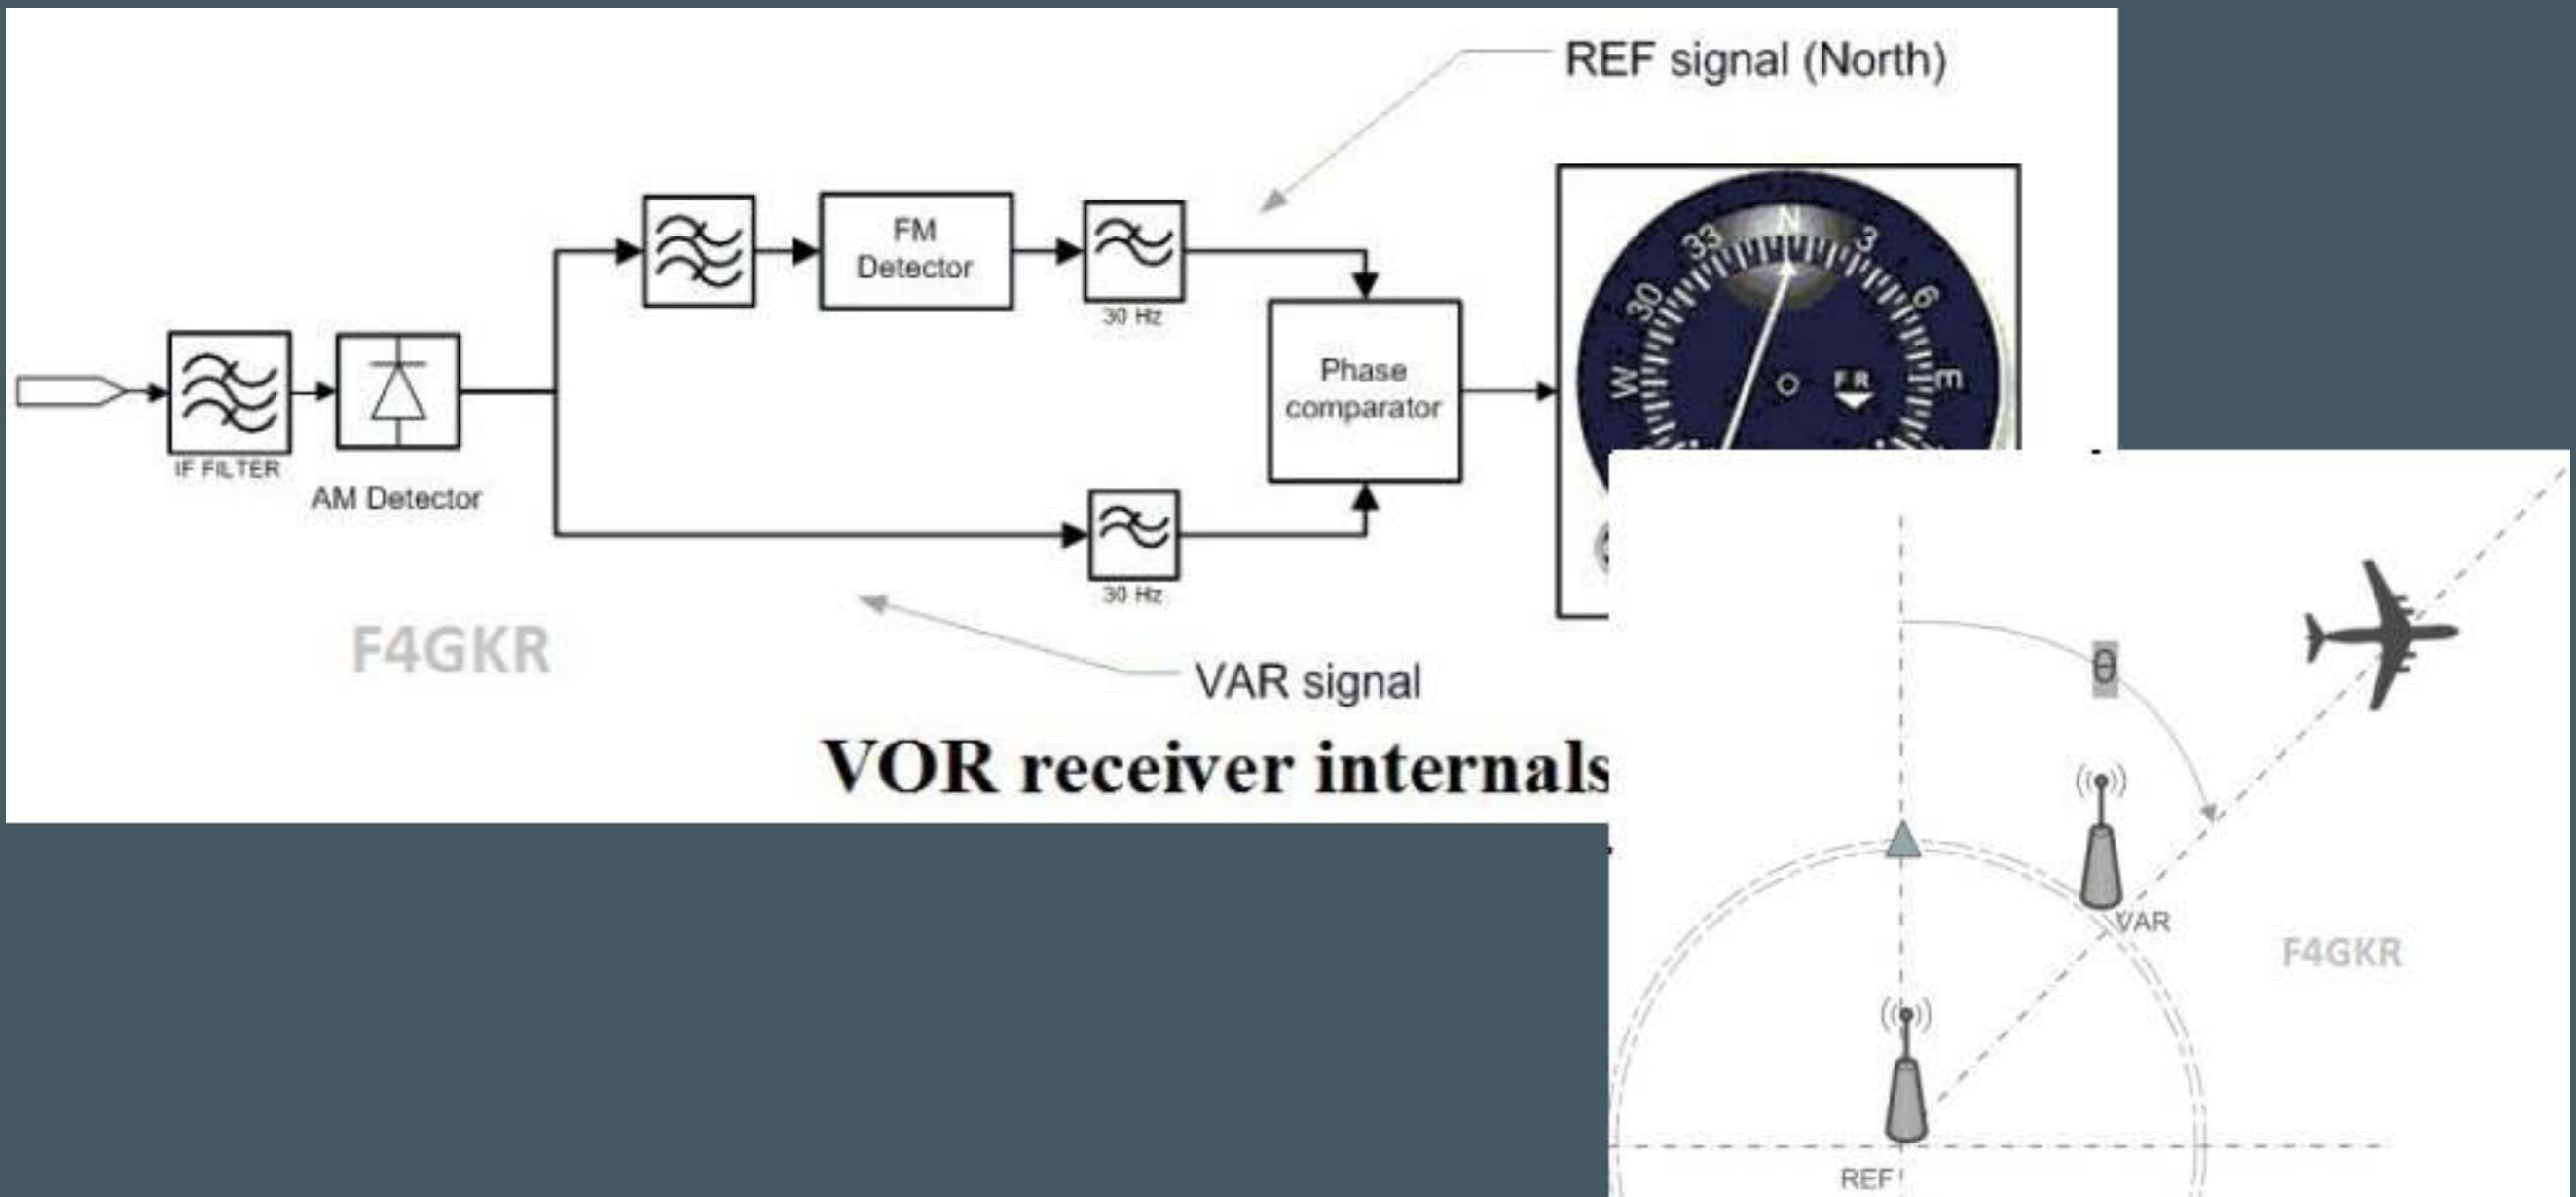 REF signal (North)
FM
Detector
30 Hz
IF FILTER
AM Detector
Phase
comparator
30 Hz
N
33
3
30
6
W
E
FR
F4GKR
VAR signal
VOR receiver internals
θ
VAR
F4GKR
REF